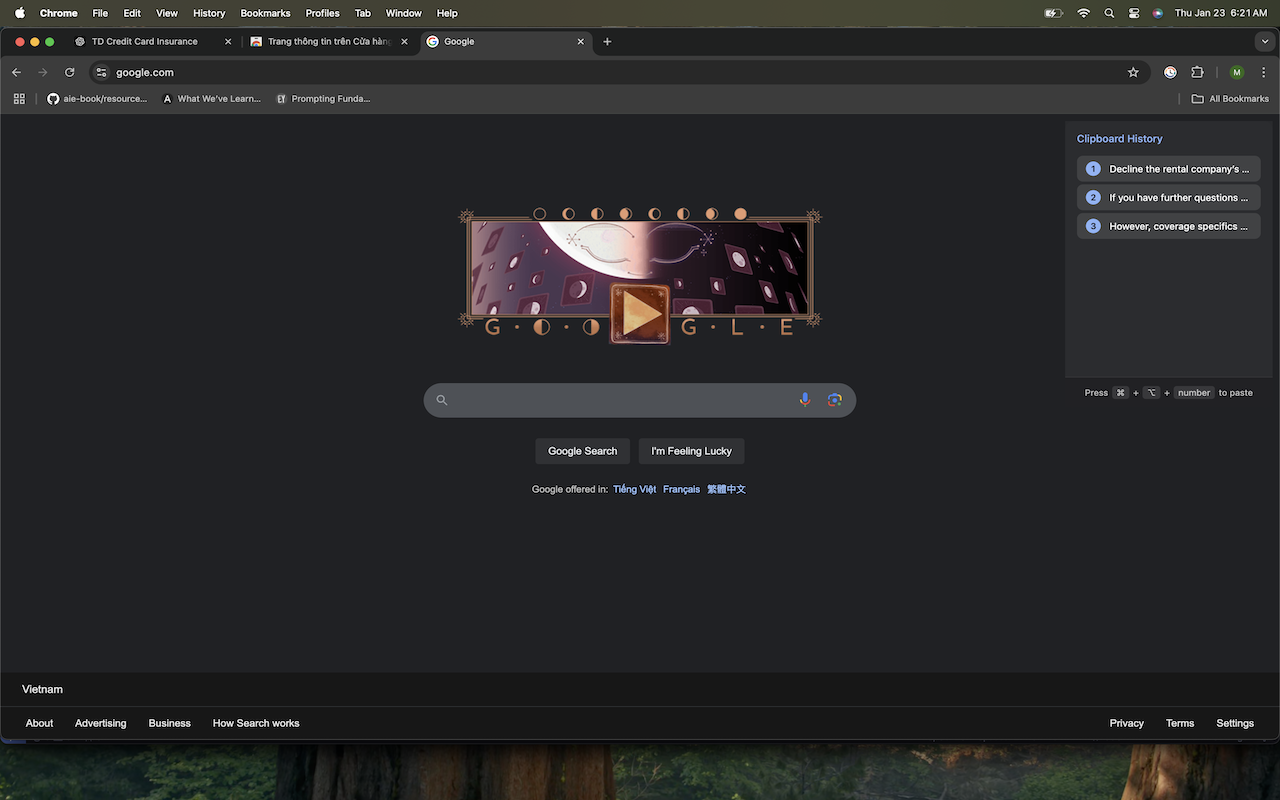 Chrome File Edit View History Bookmarks Profiles Tab Window Help Thu Jan 23 6:21 AM
TD Credit Card Insurance
Trang thông tin trên Cửa hàng
Google
google.com
M
aie-book/resource...
What We've Learn...
Prompting Funda...
All Bookmarks
Clipboard History
1 Decline the rental company's ...
2 If you have further questions ...
3 However, coverage specifics ...
Press ⌘ + ⌥ + number to paste
G · · G · L · E
Google Search I'm Feeling Lucky
Google offered in: Tiếng Việt Français 繁體中文
Vietnam
About Advertising Business How Search works Privacy Terms Settings